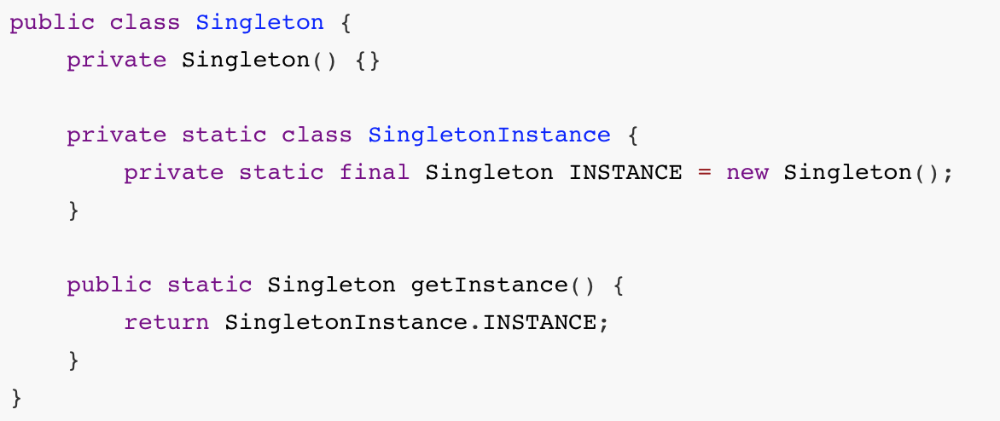 public class Singleton {
    private Singleton() {}

    private static class SingletonInstance {
        private static final Singleton INSTANCE = new Singleton();
    }

    public static Singleton getInstance() {
        return SingletonInstance.INSTANCE;
    }
}